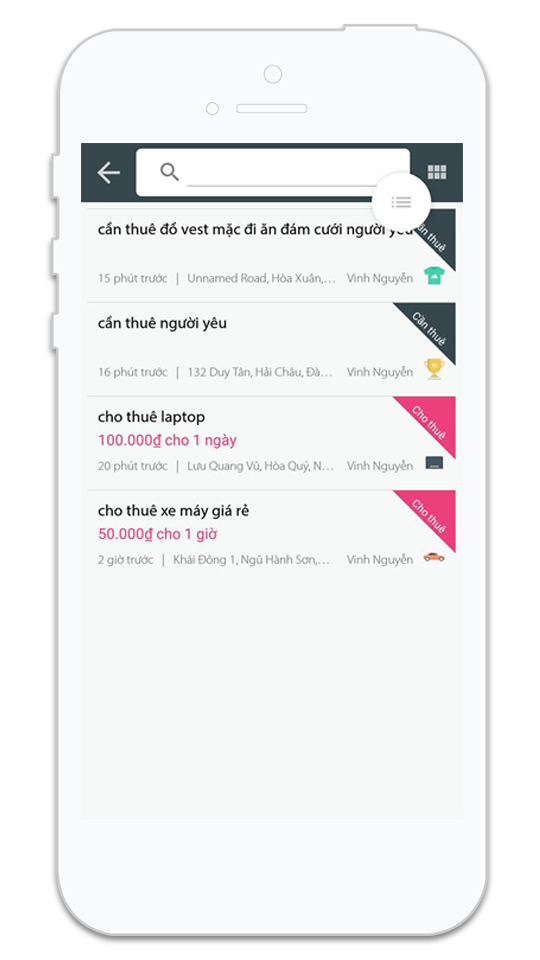 cần thuê đồ vest mặc đi ăn đám cưới người yêu
Cần thuê
15 phút trước | Unnamed Road, Hòa Xuân,... Vinh Nguyễn
cần thuê người yêu
Cần thuê
16 phút trước | 132 Duy Tân, Hải Châu, Đà... Vinh Nguyễn
cho thuê laptop
Cho thuê
100.000₫ cho 1 ngày
20 phút trước | Lưu Quang Vũ, Hòa Quý, N... Vinh Nguyễn
cho thuê xe máy giá rẻ
Cho thuê
50.000₫ cho 1 giờ
2 giờ trước | Khái Đông 1, Ngũ Hành Sơn,... Vinh Nguyễn